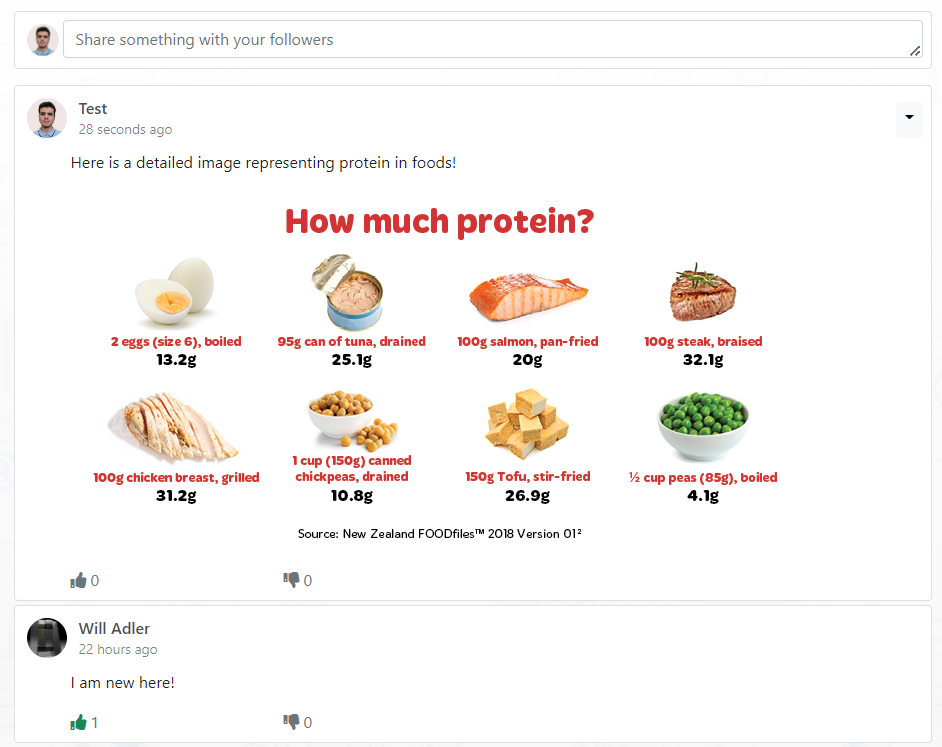 Share something with your followers
Test
28 seconds ago
Here is a detailed image representing protein in foods!
How much protein?
2 eggs (size 6), boiled
13.2g
95g can of tuna, drained
25.1g
100g salmon, pan-fried
20g
100g steak, braised
32.1g
100g chicken breast, grilled
31.2g
1 cup (150g) canned
chickpeas, drained
10.8g
150g Tofu, stir-fried
26.9g
½ cup peas (85g), boiled
4.1g
Source: New Zealand FOODfiles™ 2018 Version 01²
0
0
Will Adler
22 hours ago
I am new here!
1
0